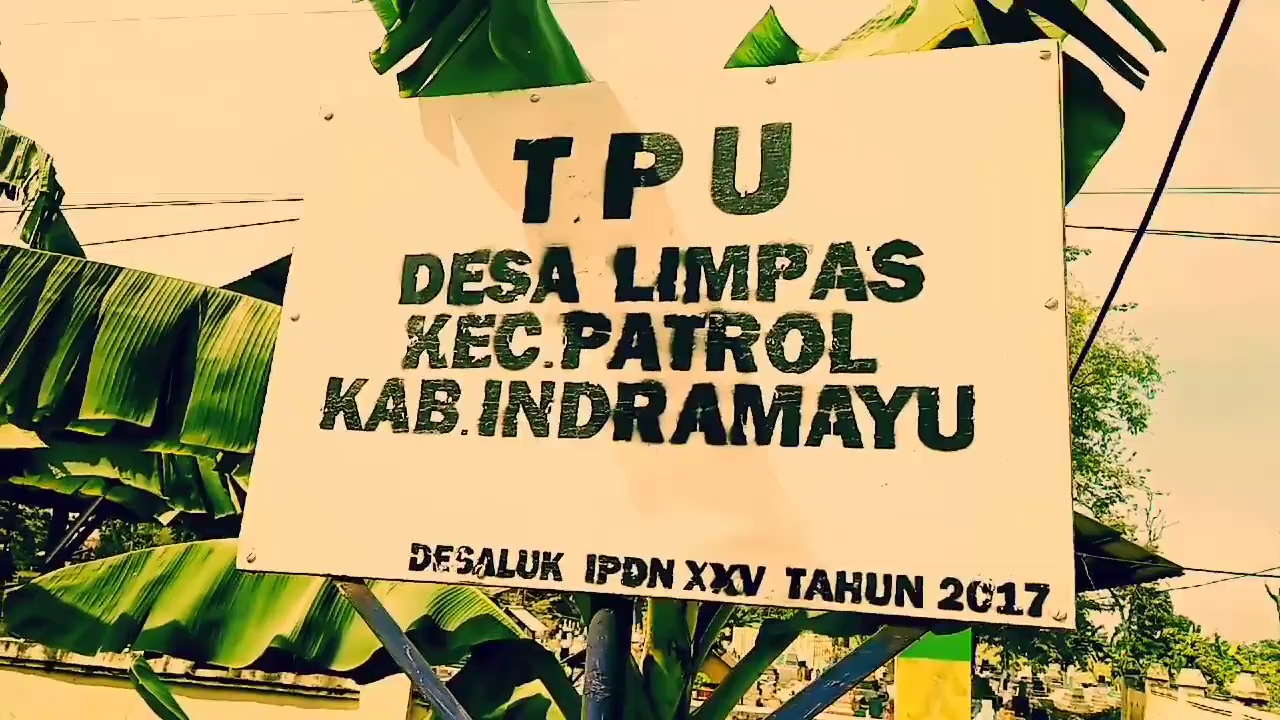 TPU
DESA LIMPAS
KEC. PATROL
KAB. INDRAMAYU
DESALUK IPDN XXV TAHUN 2017